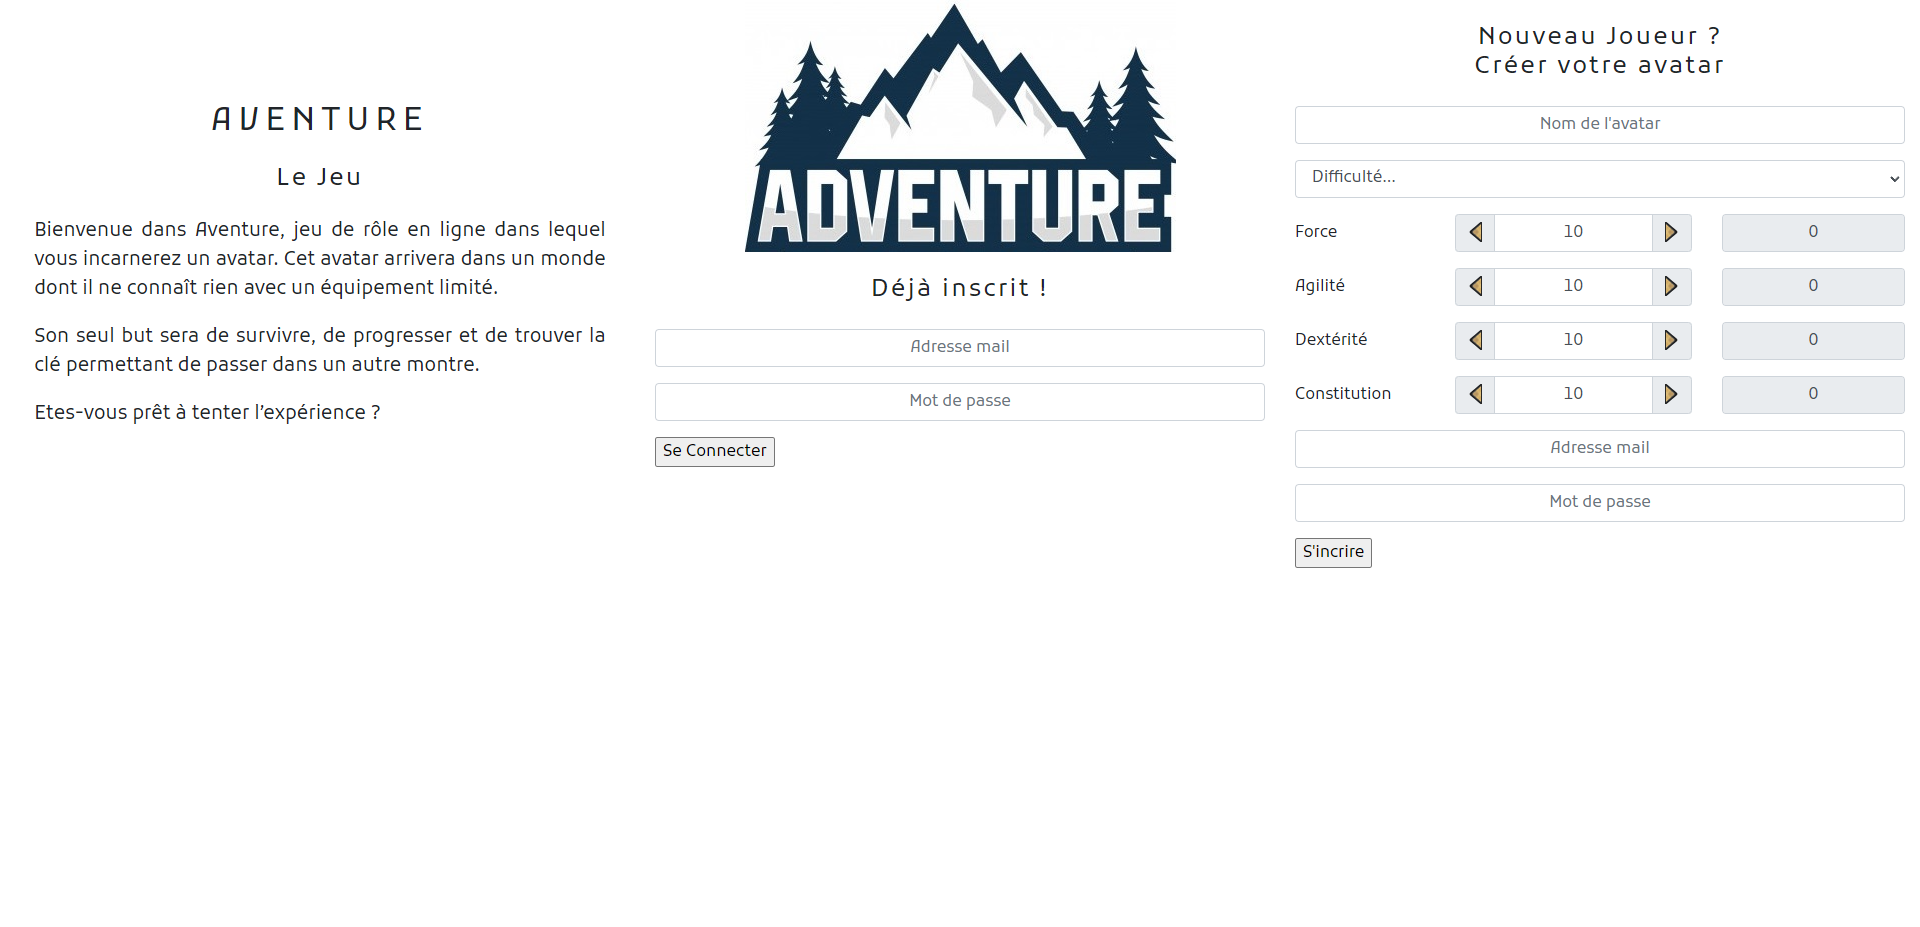 AVENTURE
Le Jeu
Bienvenue dans Aventure, jeu de rôle en ligne dans lequel
vous incarnerez un avatar. Cet avatar arrivera dans un monde
dont il ne connaît rien avec un équipement limité.
Son seul but sera de survivre, de progresser et de trouver la
clé permettant de passer dans un autre montre.
Etes-vous prêt à tenter l’expérience ?
ADVENTURE
Déjà inscrit !
Adresse mail
Mot de passe
Se Connecter
Nouveau Joueur ?
Créer votre avatar
Nom de l'avatar
Difficulté...
Force 10 0
Agilité 10 0
Dextérité 10 0
Constitution 10 0
Adresse mail
Mot de passe
S'incrire